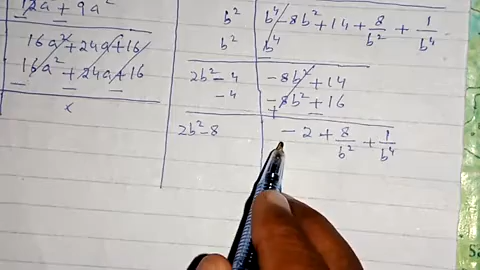 12a + 9a²
16a² + 24a + 16
16a² + 24a + 16
x
b² b⁴ - 8b² + 14 + 8/b² + 1/b⁴
b² b⁴
2b² - 4 - 8b² + 14
- 4 - 8b² + 16
+
2b² - 8 - 2 + 8/b² + 1/b⁴